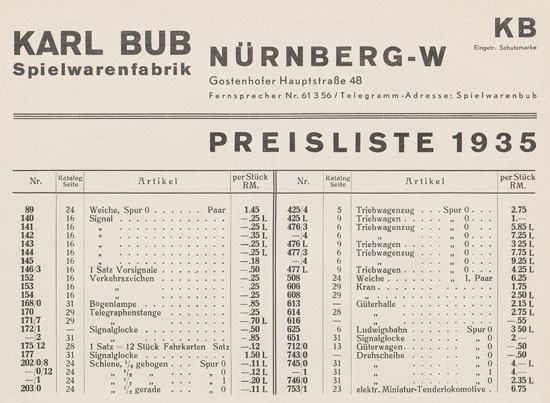 KARL BUB
Spielwarenfabrik
NÜRNBERG-W
Gostenhofer Hauptstraße 48
Fernsprecher Nr. 61356 / Telegramm-Adresse: Spielwarenbub
KB
Eingetr. Schutzmarke
PREISLISTE 1935
Nr. Katalog Seite Artikel per Stück RM.
89 24 Weiche, Spur 0 . . . Paar 1.45
140 16 Signal . . . —.25 L
141 16 „ . . . —.25 L
142 16 „ . . . —.35 L
143 16 „ . . . —.25 L
144 16 „ . . . —.25 L
145 16 „ . . . —.18
146/3 16 1 Satz Vorsignale . . . —.50
152 16 Verkehrszeichen . . . —.25
153 16 „ . . . —.25
154 16 „ . . . —.25
168/0 31 Bogenlampe . . . —.85
170 29 Telegraphenstange . . . —.25
171/7 29 „ . . . —.70 L
172/1 — Signalglocke . . . —.50
—/2 31 „ . . . —.85
175/12 28 1 Satz = 12 Stück Fahrkarten Satz —.12
177 31 Signalglocke . . . 1.50 L
202/0/8 24 Schiene, ½ gebogen . Spur 0 —.11 L
—/0/12 24 „ „ „ 0 —.12 L
—/1 24 „ „ „ 1 —.20 L
203/0 24 „ ½ gerade . . „ 0 —.11 L
Nr. Katalog Seite Artikel per Stück RM.
425/4 5 Triebwagenzug . . . Spur 0 . . . 2.75
425 L 9 Triebwagen . . . „ 0 . . . 1.—
476/3 6 Triebwagenzug . . . „ 0 . . . 5.85 L
—/4 6 „ . . . „ 0 . . . 7.25 L
476 L 9 Triebwagen . . . „ 0 . . . 3.25 L
477/3 6 Triebwagenzug . . . „ 0 . . . 7.75 L
—/4 6 „ . . . „ 0 . . . 9.25 L
477 L 9 Triebwagen . . . „ 0 . . . 4.25 L
508 24 Weiche . . . „ I, Paar 6.25
606 29 Kran . . . 1.75
608 29 „ . . . 2.50 L
613 — Güterhalle . . . 2.15 L
614 28 „ . . . 2.75 L
616 — „ . . . —.55
625 6 Ludwigsbahn . . . Spur 0 3 50 L
651 31 Signalglocke . . . 2.—
712/0 13 Güterwagen . . . „ 0 . . . —.50
743/0 — Drehscheibe . . . „ 0 . . . —.50
745/0 31 „ . . . „ 0 . . . 4.— L
—/1 31 „ . . . „ 1 . . . 4.— L
746/0 31 „ . . . „ 0 . . . 2.35 L
753/1 23 elektr. Miniatur-Tenderlokomotive . 6.75